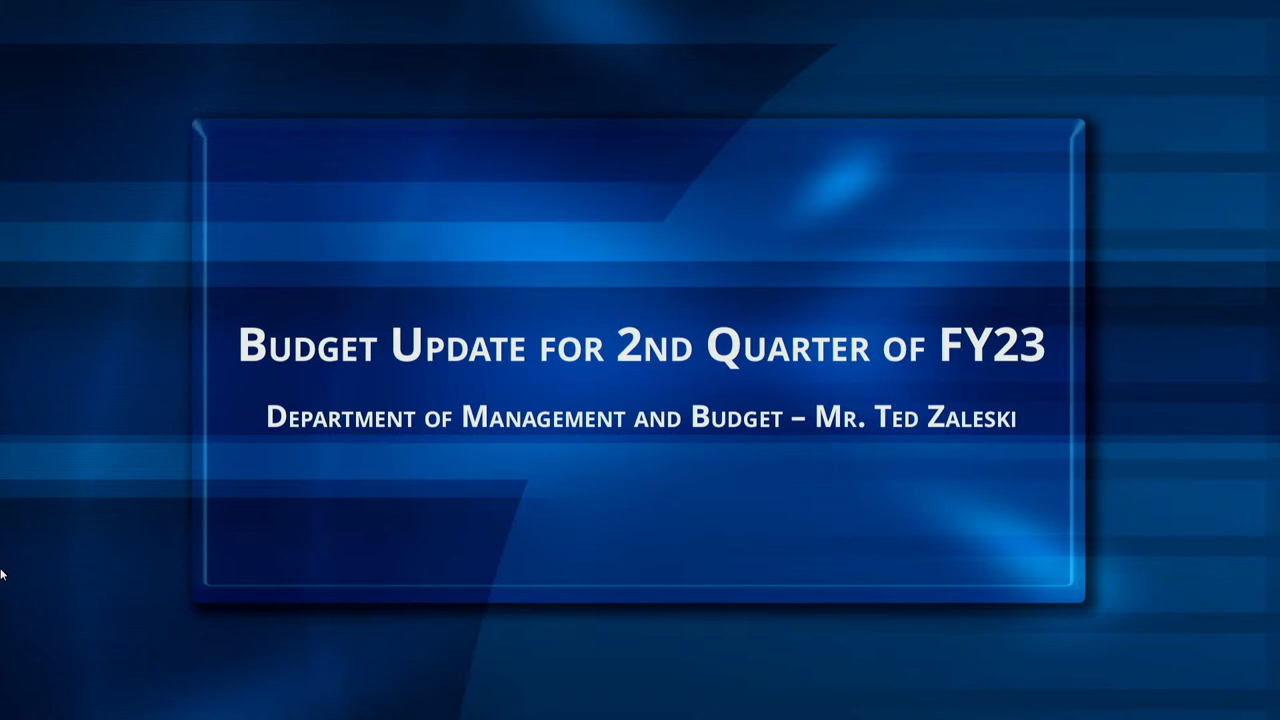 Budget Update for 2nd Quarter of FY23
Department of Management and Budget – Mr. Ted Zaleski